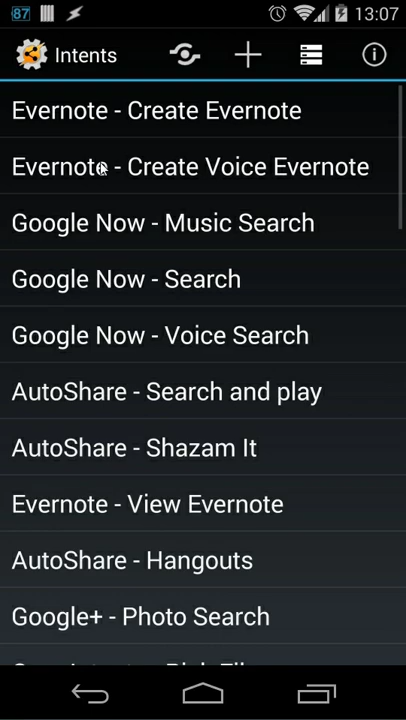 87
13:07
Intents
Evernote - Create Evernote
Evernote - Create Voice Evernote
Google Now - Music Search
Google Now - Search
Google Now - Voice Search
AutoShare - Search and play
AutoShare - Shazam It
Evernote - View Evernote
AutoShare - Hangouts
Google+ - Photo Search